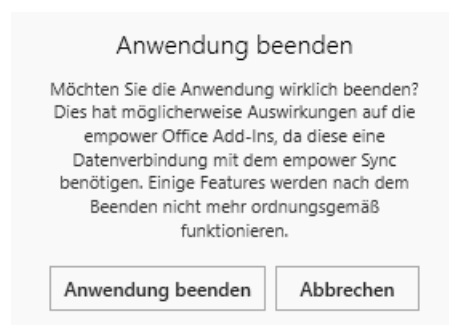 Anwendung beenden
Möchten Sie die Anwendung wirklich beenden?
Dies hat möglicherweise Auswirkungen auf die
empower Office Add-Ins, da diese eine
Datenverbindung mit dem empower Sync
benötigen. Einige Features werden nach dem
Beenden nicht mehr ordnungsgemäß
funktionieren.
Anwendung beenden
Abbrechen